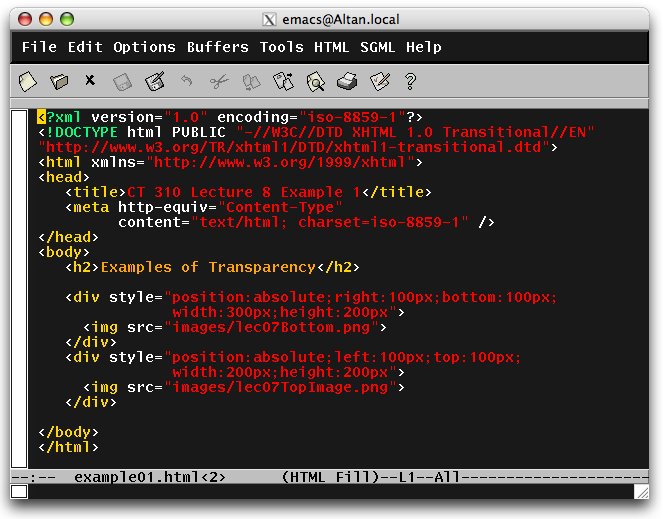 emacs@Altan.local
File Edit Options Buffers Tools HTML SGML Help
<?xml version="1.0" encoding="iso-8859-1"?>
<!DOCTYPE html PUBLIC "-//W3C//DTD XHTML 1.0 Transitional//EN"
"http://www.w3.org/TR/xhtml1/DTD/xhtml1-transitional.dtd">
<html xmlns="http://www.w3.org/1999/xhtml">
<head>
   <title>CT 310 Lecture 8 Example 1</title>
   <meta http-equiv="Content-Type"
         content="text/html; charset=iso-8859-1" />
</head>
<body>
   <h2>Examples of Transparency</h2>

   <div style="position:absolute;right:100px;bottom:100px;
               width:300px;height:200px">
     <img src="images/lec07Bottom.png">
   </div>
   <div style="position:absolute;left:100px;top:100px;
               width:200px;height:200px">
     <img src="images/lec07TopImage.png">
   </div>

</body>
</html>
--:--  example01.html<2>      (HTML Fill)--L1--All---------------------